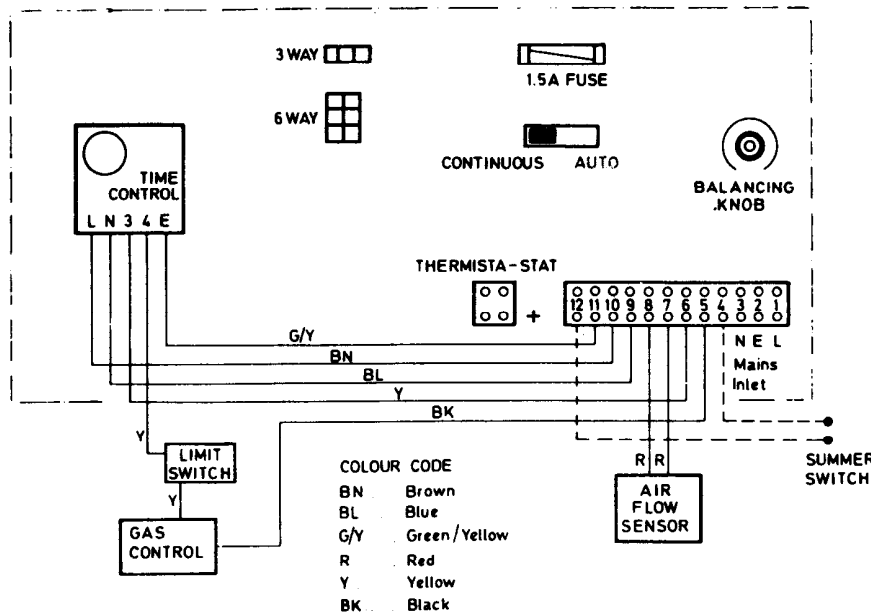 3 WAY
1.5A FUSE
6 WAY
CONTINUOUS AUTO
TIME
CONTROL
L N 3 4 E
BALANCING
.KNOB
THERMISTA-STAT
+
12 11 10 9 8 7 6 5 4 3 2 1
N E L
Mains
Inlet
G/Y
BN
BL
Y
BK
Y
LIMIT
SWITCH
Y
GAS
CONTROL
R R
AIR
FLOW
SENSOR
SUMMER
SWITCH
COLOUR CODE
BN Brown
BL Blue
G/Y Green/Yellow
R Red
Y Yellow
BK Black